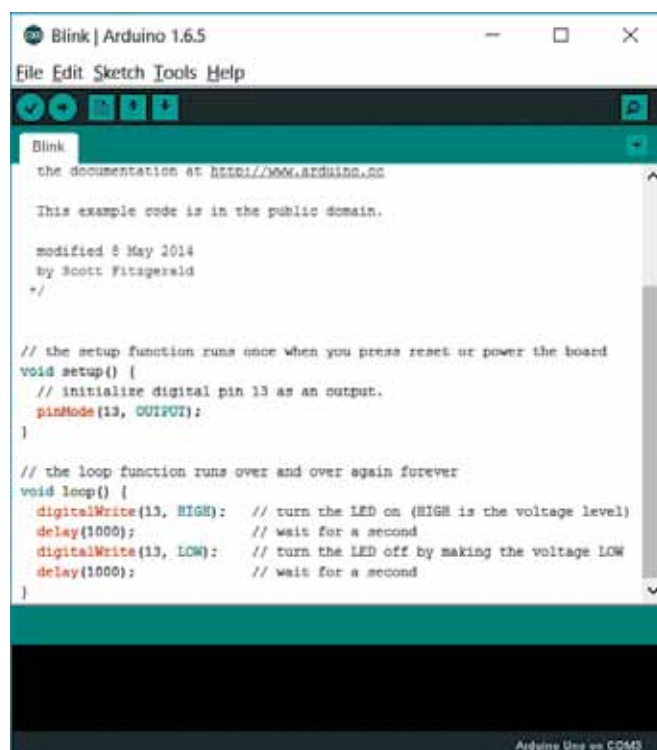 Blink | Arduino 1.6.5
File Edit Sketch Tools Help
Blink
the documentation at http://www.arduino.cc
This example code is in the public domain.
modified 8 May 2014
by Scott Fitzgerald
*/
// the setup function runs once when you press reset or power the board
void setup() {
// initialize digital pin 13 as an output.
pinMode(13, OUTPUT);
}
// the loop function runs over and over again forever
void loop() {
digitalWrite(13, HIGH); // turn the LED on (HIGH is the voltage level)
delay(1000); // wait for a second
digitalWrite(13, LOW); // turn the LED off by making the voltage LOW
delay(1000); // wait for a second
}
Arduino Uno on COM3